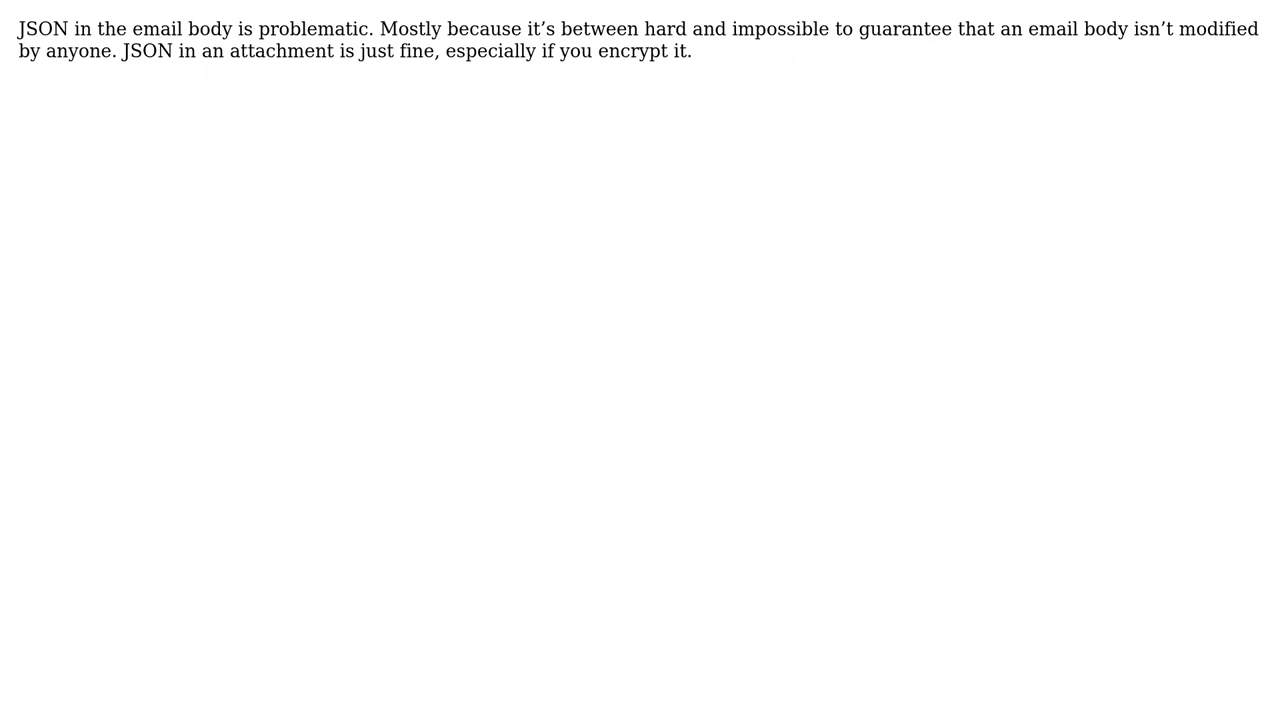 JSON in the email body is problematic. Mostly because it’s between hard and impossible to guarantee that an email body isn’t modified
by anyone. JSON in an attachment is just fine, especially if you encrypt it.